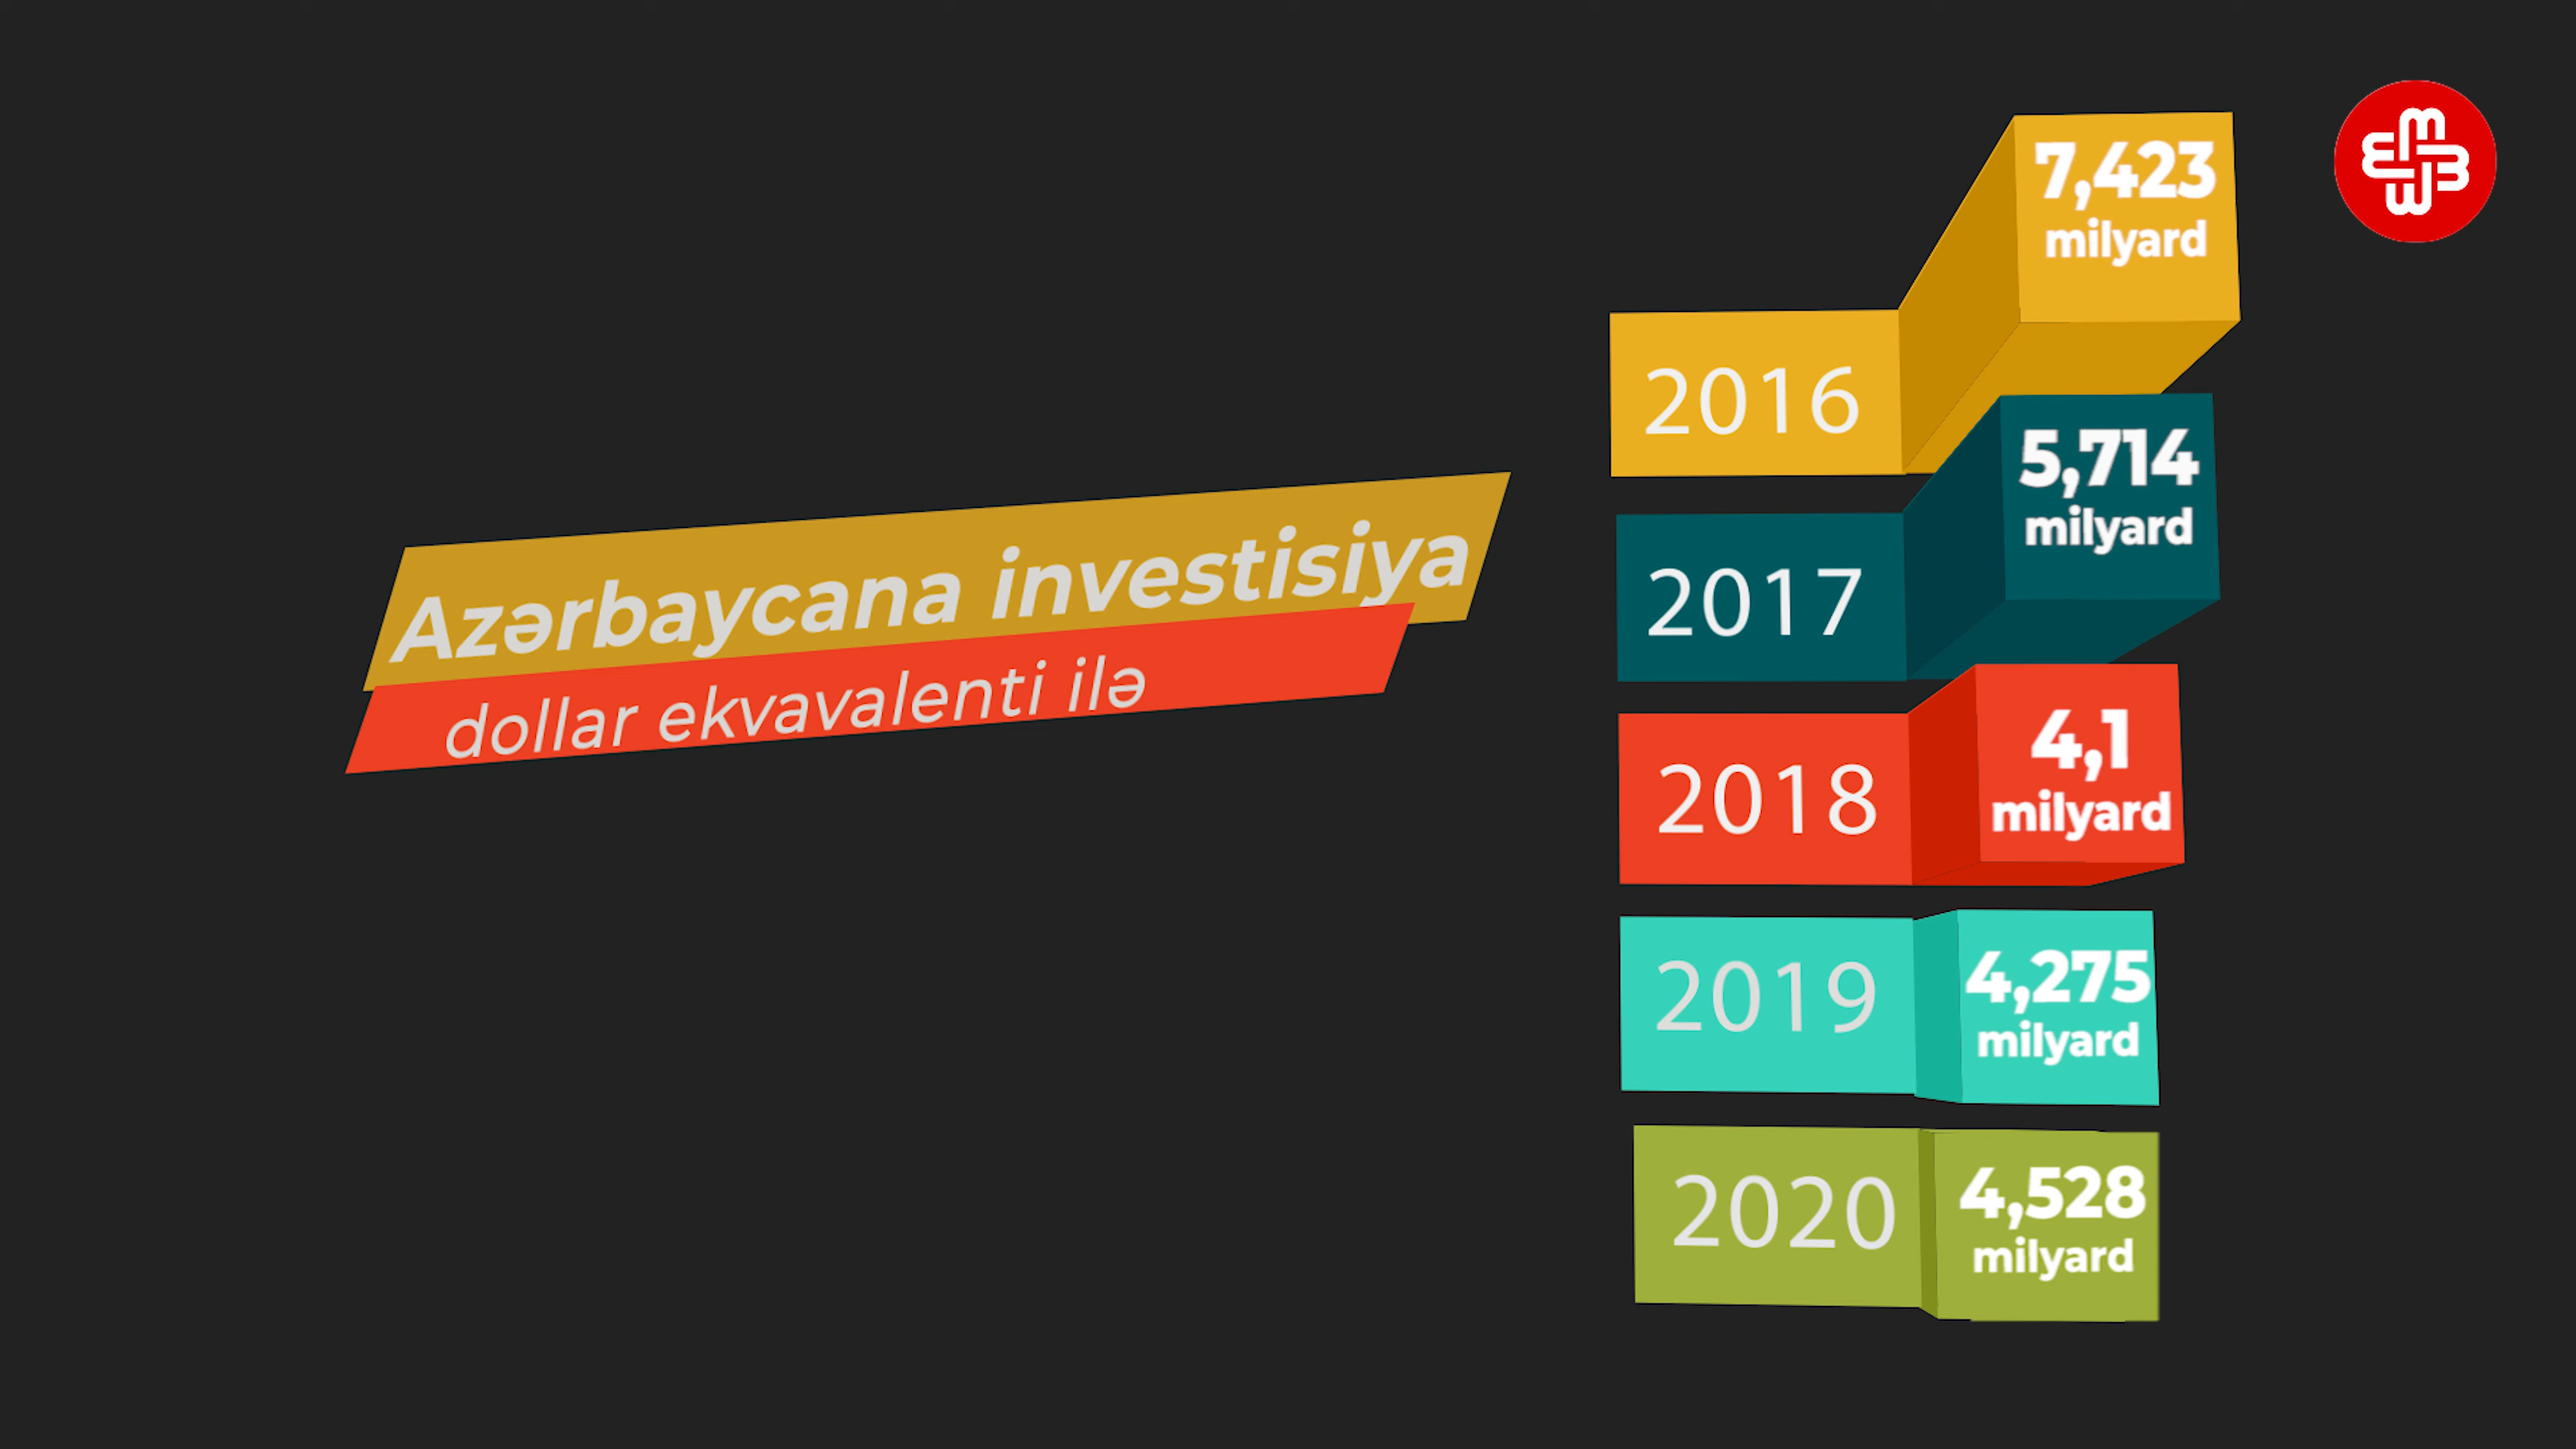 Azərbaycana investisiya
dollar ekvavalenti ilə
2016
7,423
milyard
2017
5,714
milyard
2018
4,1
milyard
2019
4,275
milyard
2020
4,528
milyard